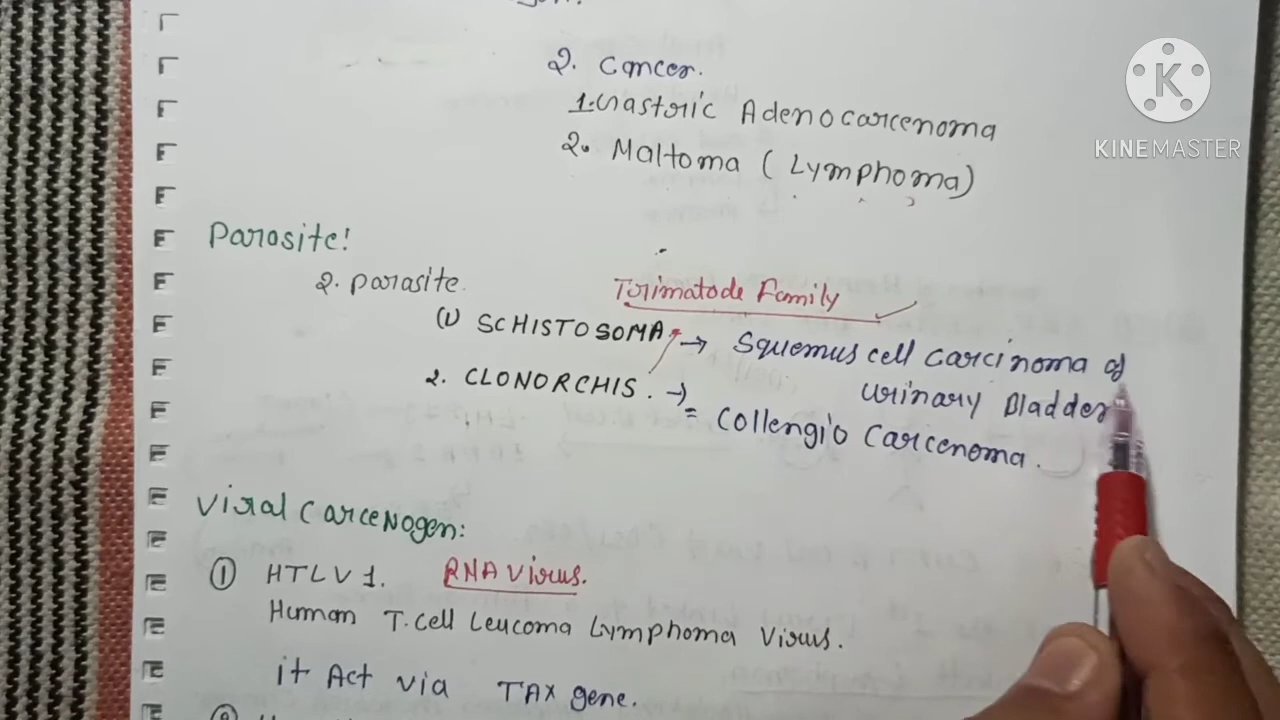 2. Cancer.
1. Gastric Adenocarcenoma
2. Maltoma (Lymphoma)
KINEMASTER
Parasite!
2. parasite.
Trimatode Family
(1) SCHISTOSOMA → Squemus cell carcinoma of
Urinary Bladder
2. CLONORCHIS. → = Collengio Carcenoma.
Viral Carcenogen:
① HTLV 1. RNA Virus.
Human T.cell Leucoma Lymphoma Virus.
it Act via TAX gene.